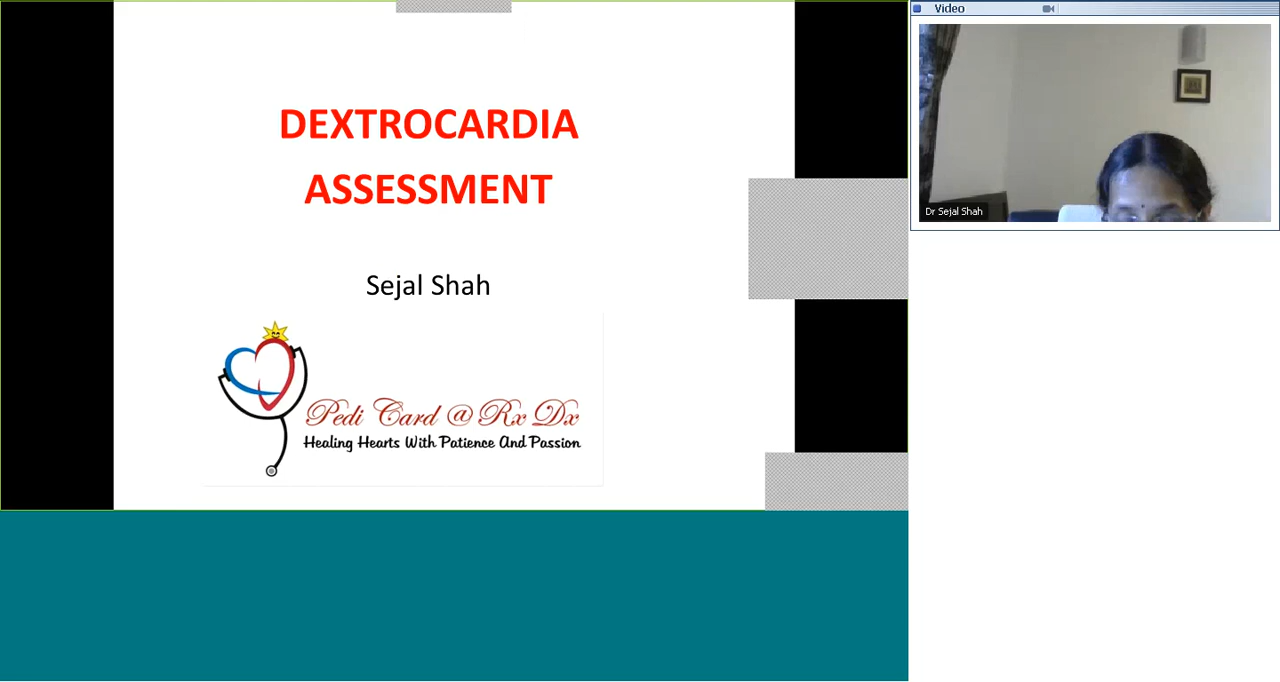 DEXTROCARDIA
ASSESSMENT
Sejal Shah
Pedi Card @ Rx Dx
Healing Hearts With Patience And Passion
Video
Dr Sejal Shah